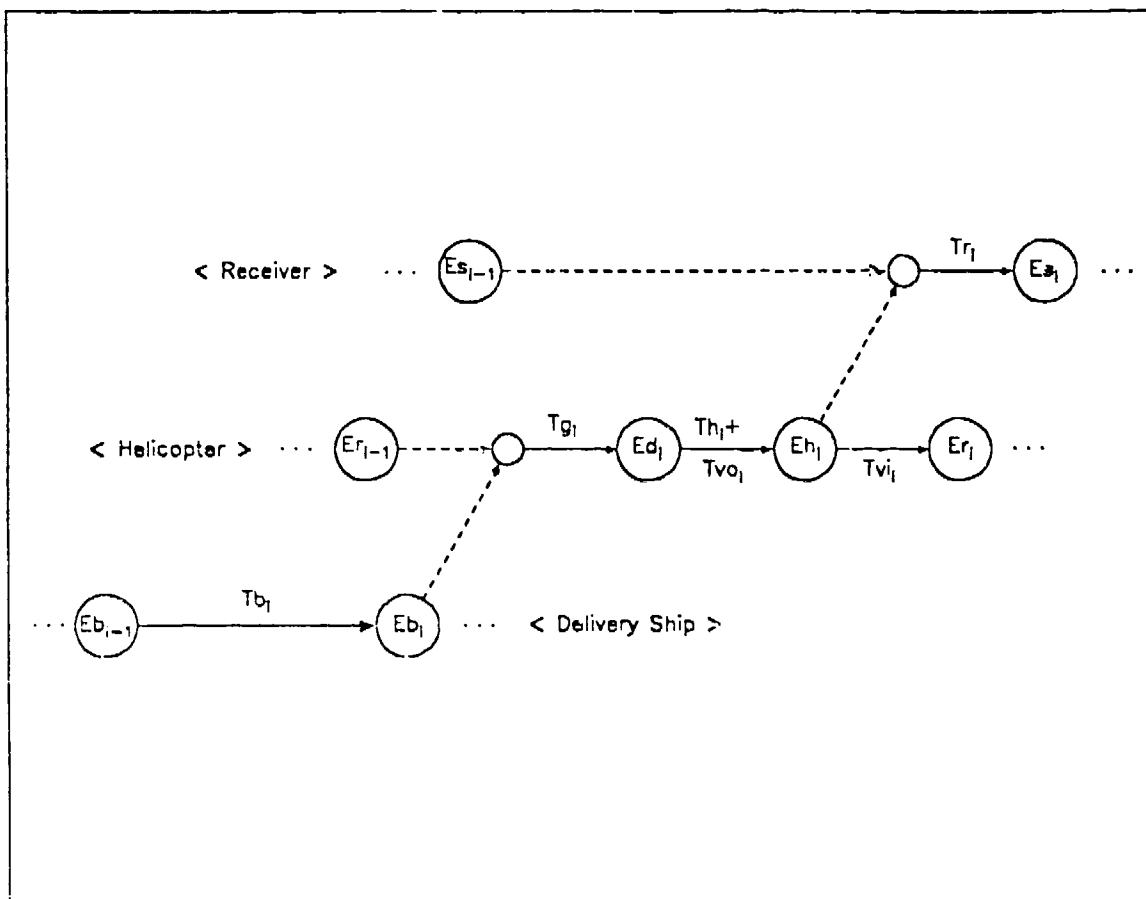 Tr_i
< Receiver > ... Es_{i-1} Es_i ...
Tg_i Th_i+
< Helicopter > ... Er_{i-1} Ed_i Eh_i Er_i ...
Tvo_i Tvi_i
Tb_i
... Eb_{i-1} Eb_i ... < Delivery Ship >